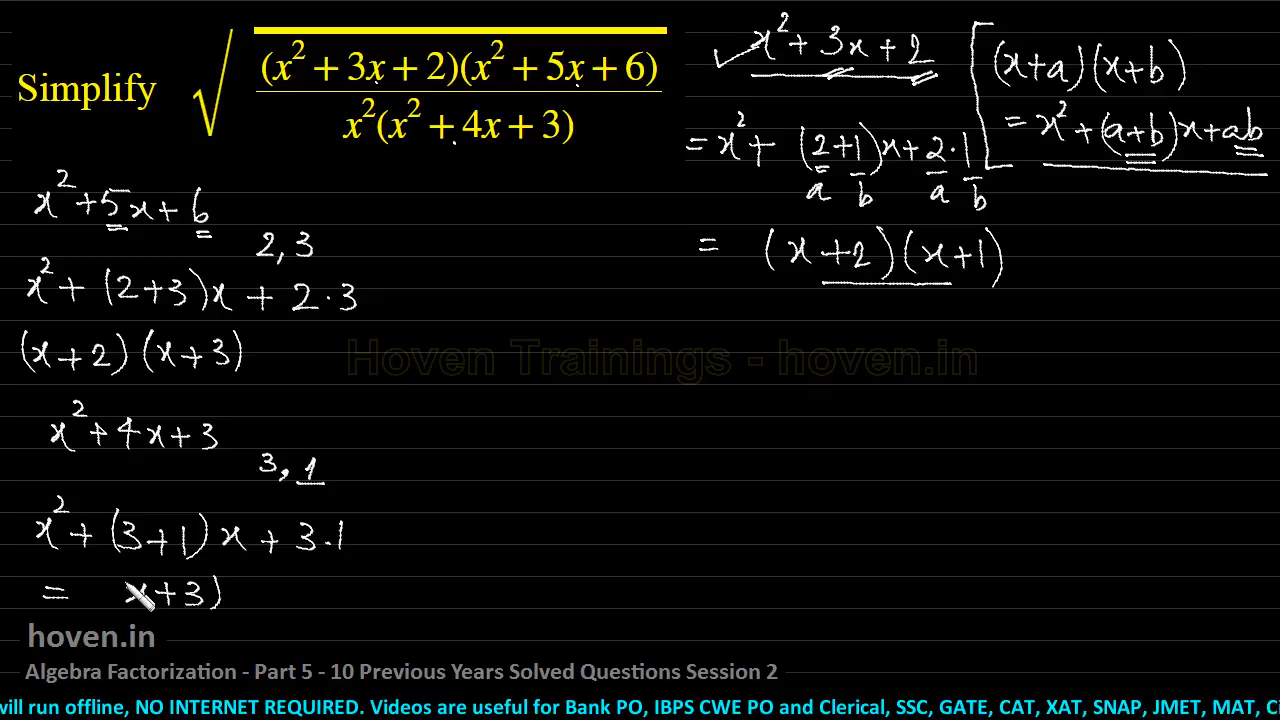 Simplify √((x² + 3x + 2)(x² + 5x + 6) / x²(x² + 4x + 3))
x² + 5x + 6
2, 3
x² + (2+3)x + 2·3
(x+2)(x+3)
x² + 4x + 3
3, 1
x² + (3+1)x + 3·1
= x+3)
x² + 3x + 2
= x² + (2+1)x + 2·1
a b a b
= (x+2)(x+1)
(x+a)(x+b)
= x² + (a+b)x + ab
Hoven Trainings - hoven.in
hoven.in
Algebra Factorization - Part 5 - 10 Previous Years Solved Questions Session 2
will run offline, NO INTERNET REQUIRED. Videos are useful for Bank PO, IBPS CWE PO and Clerical, SSC, GATE, CAT, XAT, SNAP, JMET, MAT, C